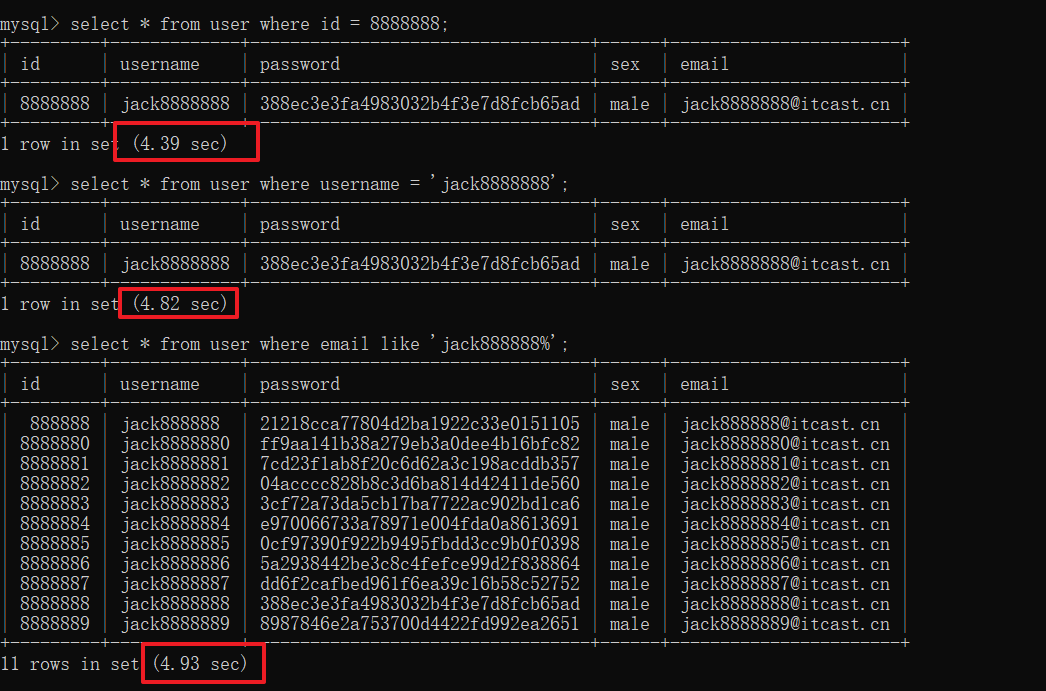 mysql> select * from user where id = 8888888;
+---------+-------------+----------------------------------+------+-----------------------+
| id      | username    | password                         | sex  | email                 |
+---------+-------------+----------------------------------+------+-----------------------+
| 8888888 | jack8888888 | 388ec3e3fa4983032b4f3e7d8fcb65ad | male | jack8888888@itcast.cn |
+---------+-------------+----------------------------------+------+-----------------------+
1 row in set (4.39 sec)
mysql> select * from user where username = 'jack8888888';
+---------+-------------+----------------------------------+------+-----------------------+
| id      | username    | password                         | sex  | email                 |
+---------+-------------+----------------------------------+------+-----------------------+
| 8888888 | jack8888888 | 388ec3e3fa4983032b4f3e7d8fcb65ad | male | jack8888888@itcast.cn |
+---------+-------------+----------------------------------+------+-----------------------+
1 row in set (4.82 sec)
mysql> select * from user where email like 'jack888888%';
+---------+-------------+----------------------------------+------+-----------------------+
| id      | username    | password                         | sex  | email                 |
+---------+-------------+----------------------------------+------+-----------------------+
|  888888 | jack888888  | 21218cca77804d2ba1922c33e0151105 | male | jack888888@itcast.cn  |
| 8888880 | jack8888880 | ff9aa141b38a279eb3a0dee4b16bfc82 | male | jack8888880@itcast.cn |
| 8888881 | jack8888881 | 7cd23f1ab8f20c6d62a3c198acddb357 | male | jack8888881@itcast.cn |
| 8888882 | jack8888882 | 04acccc828b8c3d6ba814d42411de560 | male | jack8888882@itcast.cn |
| 8888883 | jack8888883 | 3cf72a73da5cb17ba7722ac902bd1ca6 | male | jack8888883@itcast.cn |
| 8888884 | jack8888884 | e970066733a78971e004fda0a8613691 | male | jack8888884@itcast.cn |
| 8888885 | jack8888885 | 0cf97390f922b9495fbdd3cc9b0f0398 | male | jack8888885@itcast.cn |
| 8888886 | jack8888886 | 5a2938442be3c8c4fefce99d2f838864 | male | jack8888886@itcast.cn |
| 8888887 | jack8888887 | dd6f2cafbed961f6ea39c16b58c52752 | male | jack8888887@itcast.cn |
| 8888888 | jack8888888 | 388ec3e3fa4983032b4f3e7d8fcb65ad | male | jack8888888@itcast.cn |
| 8888889 | jack8888889 | 8987846e2a753700d4422fd992ea2651 | male | jack8888889@itcast.cn |
+---------+-------------+----------------------------------+------+-----------------------+
11 rows in set (4.93 sec)